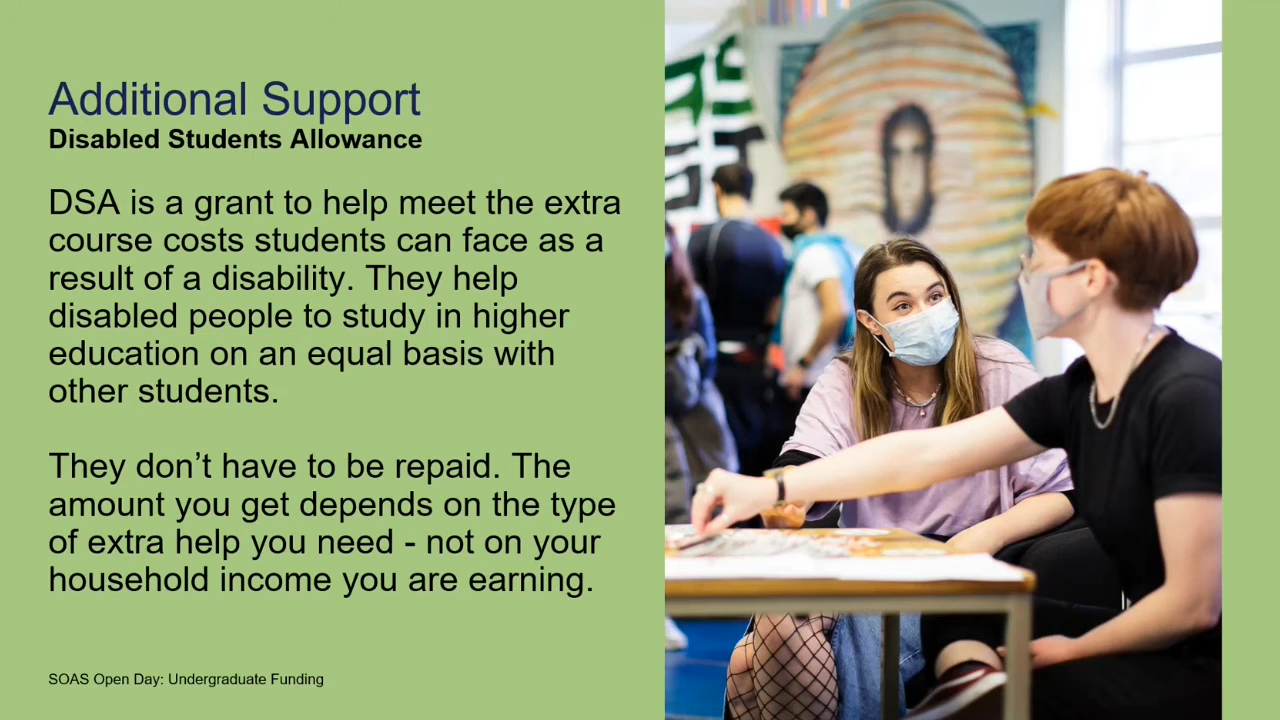 Additional Support
Disabled Students Allowance
DSA is a grant to help meet the extra
course costs students can face as a
result of a disability. They help
disabled people to study in higher
education on an equal basis with
other students.
They don’t have to be repaid. The
amount you get depends on the type
of extra help you need - not on your
household income you are earning.
SOAS Open Day: Undergraduate Funding